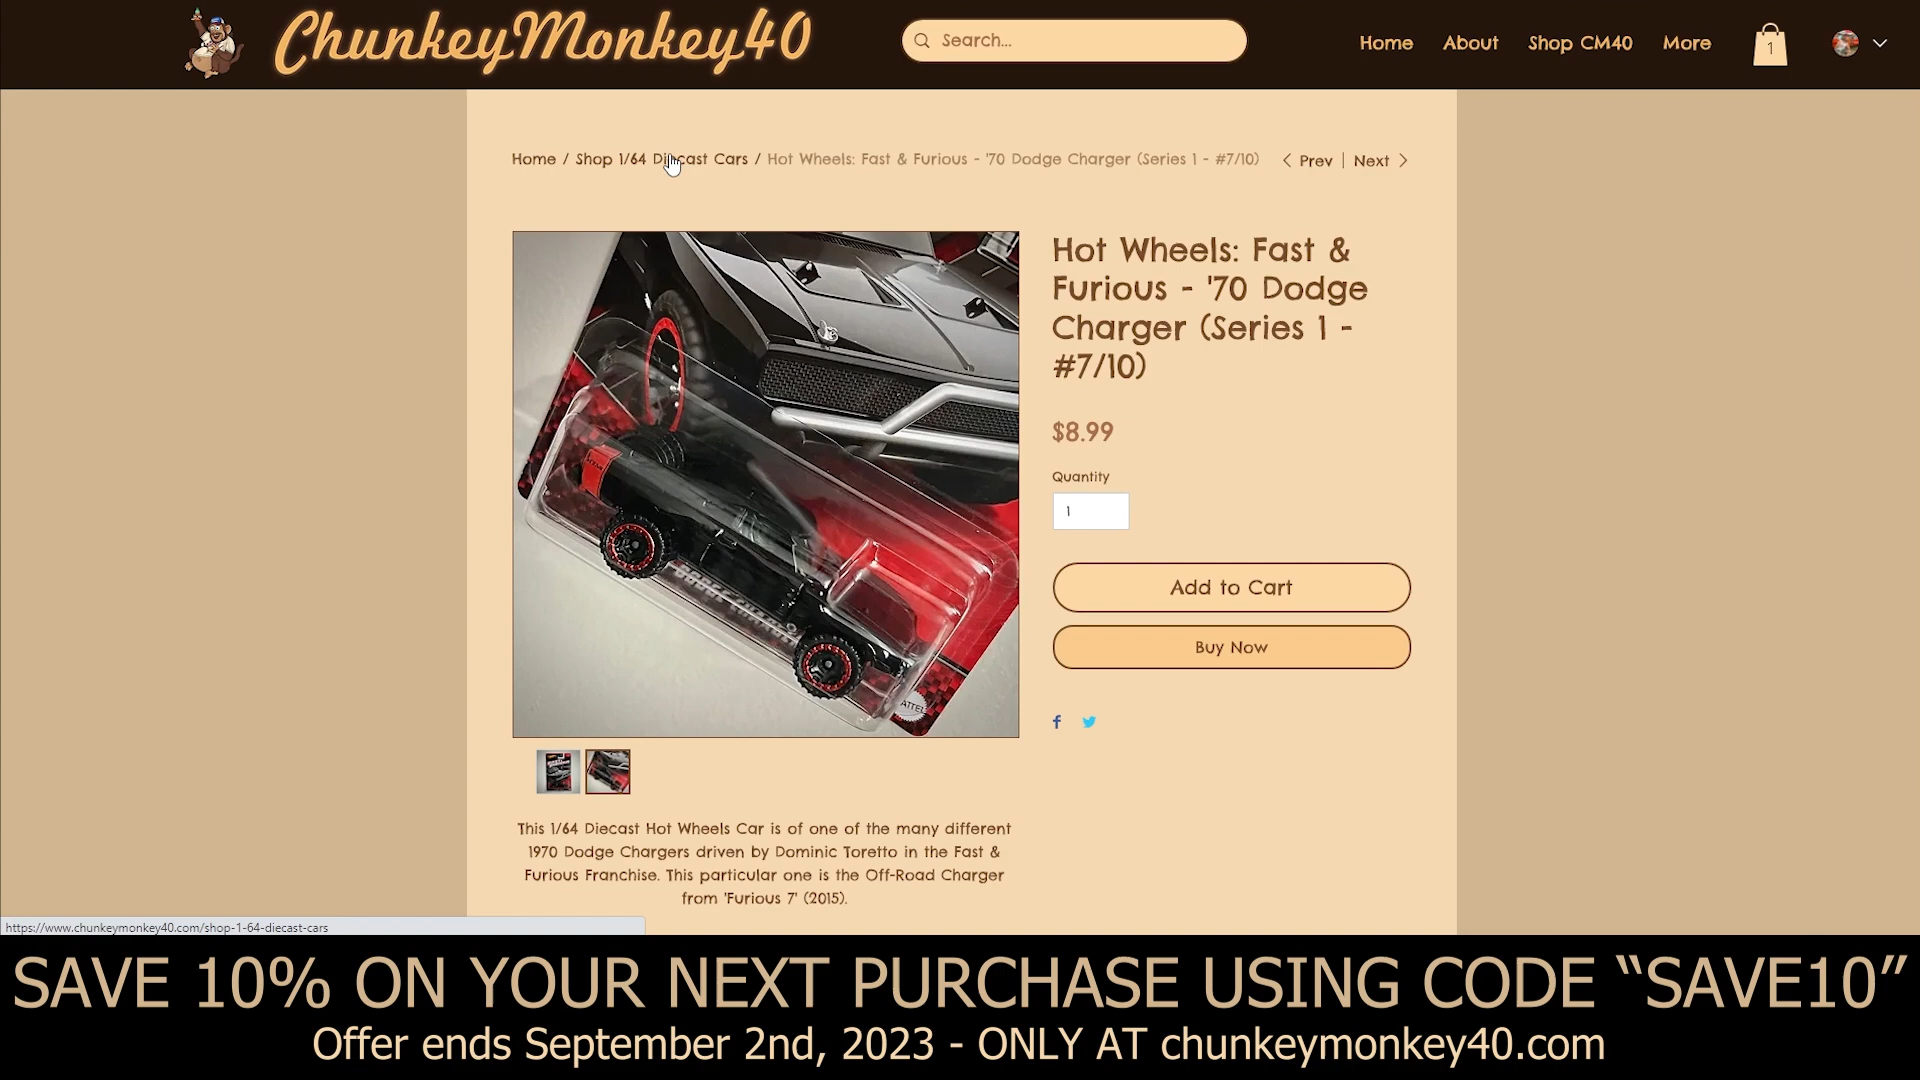 ChunkeyMonkey40
Search...
Home
About
Shop CM40
More
1
Home / Shop 1/64 Diecast Cars / Hot Wheels: Fast & Furious - '70 Dodge Charger (Series 1 - #7/10)
Prev | Next
Hot Wheels: Fast &
Furious - '70 Dodge
Charger (Series 1 -
#7/10)
$8.99
Quantity
1
Add to Cart
Buy Now
DODGE CHARGER
MATTEL
This 1/64 Diecast Hot Wheels Car is of one of the many different
1970 Dodge Chargers driven by Dominic Toretto in the Fast &
Furious Franchise. This particular one is the Off-Road Charger
from 'Furious 7' (2015).
https://www.chunkeymonkey40.com/shop-1-64-diecast-cars
SAVE 10% ON YOUR NEXT PURCHASE USING CODE “SAVE10”
Offer ends September 2nd, 2023 - ONLY AT chunkeymonkey40.com